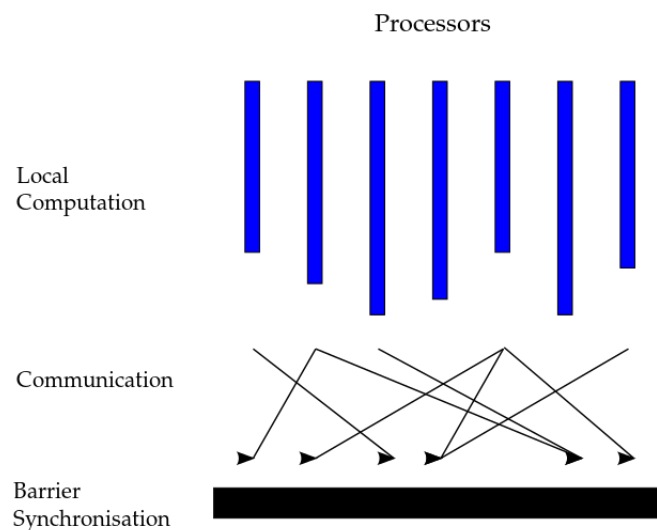 Processors
Local
Computation
Communication
Barrier
Synchronisation